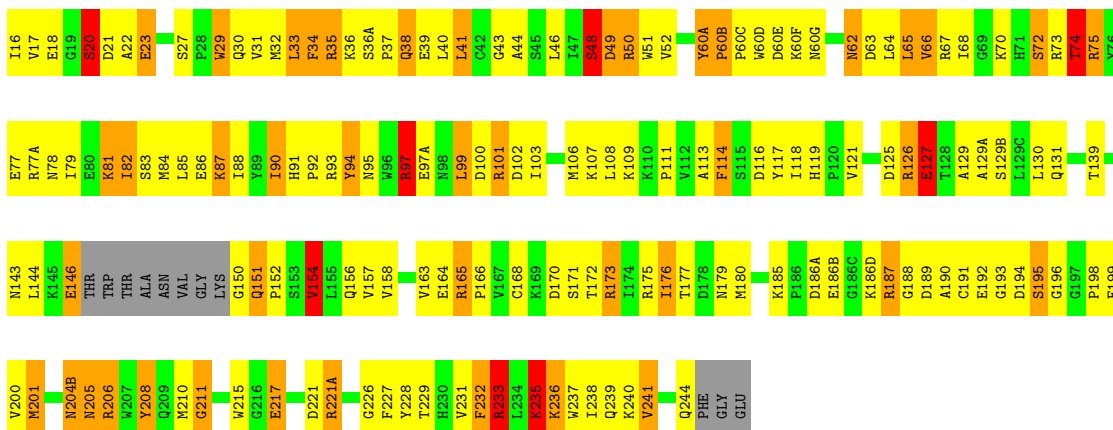 I16 V17 E18 G19 S20 D21 A22 E23 S27 P28 W29 Q30 V31 M32 L33 F34 R35 K36 S36A P37 Q38 E39 L40 L41 C42 G43 A44 S45 L46 I47 S48 D49 R50 W51 V52 Y60A P60B P60C W60D D60E K60F N60G N62 D63 L64 L65 V66 R67 I68 G69 K70 H71 S72 R73 T74 R75 Y76
E77 R77A N78 I79 E80 K81 I82 S83 M84 L85 E86 K87 I88 Y89 I90 H91 P92 R93 Y94 N95 W96 R97 E97A N98 L99 D100 R101 D102 I103 M106 K107 L108 K109 K110 P111 V112 A113 F114 S115 D116 Y117 I118 H119 P120 V121 D125 R126 E127 T128 A129 A129A S129B L129C L130 Q131 T139
N143 L144 K145 E146 THR TRP THR ALA ASN VAL GLY LYS G150 Q151 P152 S153 V154 L155 Q156 V157 V158 V163 E164 R165 P166 V167 C168 K169 D170 S171 T172 R173 I174 R175 I176 T177 D178 N179 M180 K185 P186 D186A E186B G186C K186D R187 G188 D189 A190 C191 E192 G193 D194 S195 G196 G197 P198 F199
V200 M201 N204B N205 R206 W207 Y208 Q209 M210 G211 W215 G216 E217 D221 R221A G226 F227 Y228 T229 H230 V231 F232 R233 L234 K235 K236 W237 I238 Q239 K240 V241 Q244 PHE GLY GLU